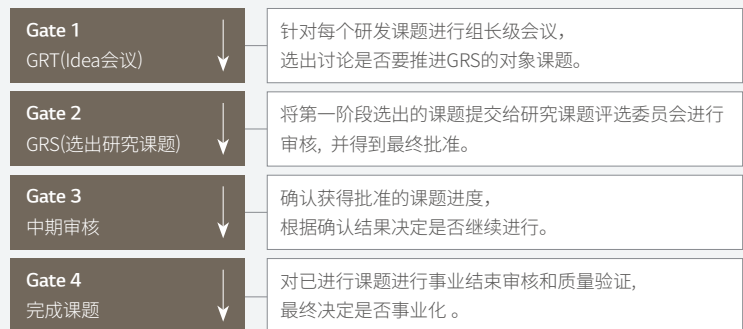 Gate 1
GRT(Idea会议)
针对每个研发课题进行组长级会议，
选出讨论是否要推进GRS的对象课题。
Gate 2
GRS(选出研究课题)
将第一阶段选出的课题提交给研究课题评选委员会进行
审核, 并得到最终批准。
Gate 3
中期审核
确认获得批准的课题进度，
根据确认结果决定是否继续进行。
Gate 4
完成课题
对已进行课题进行事业结束审核和质量验证,
最终决定是否事业化 。